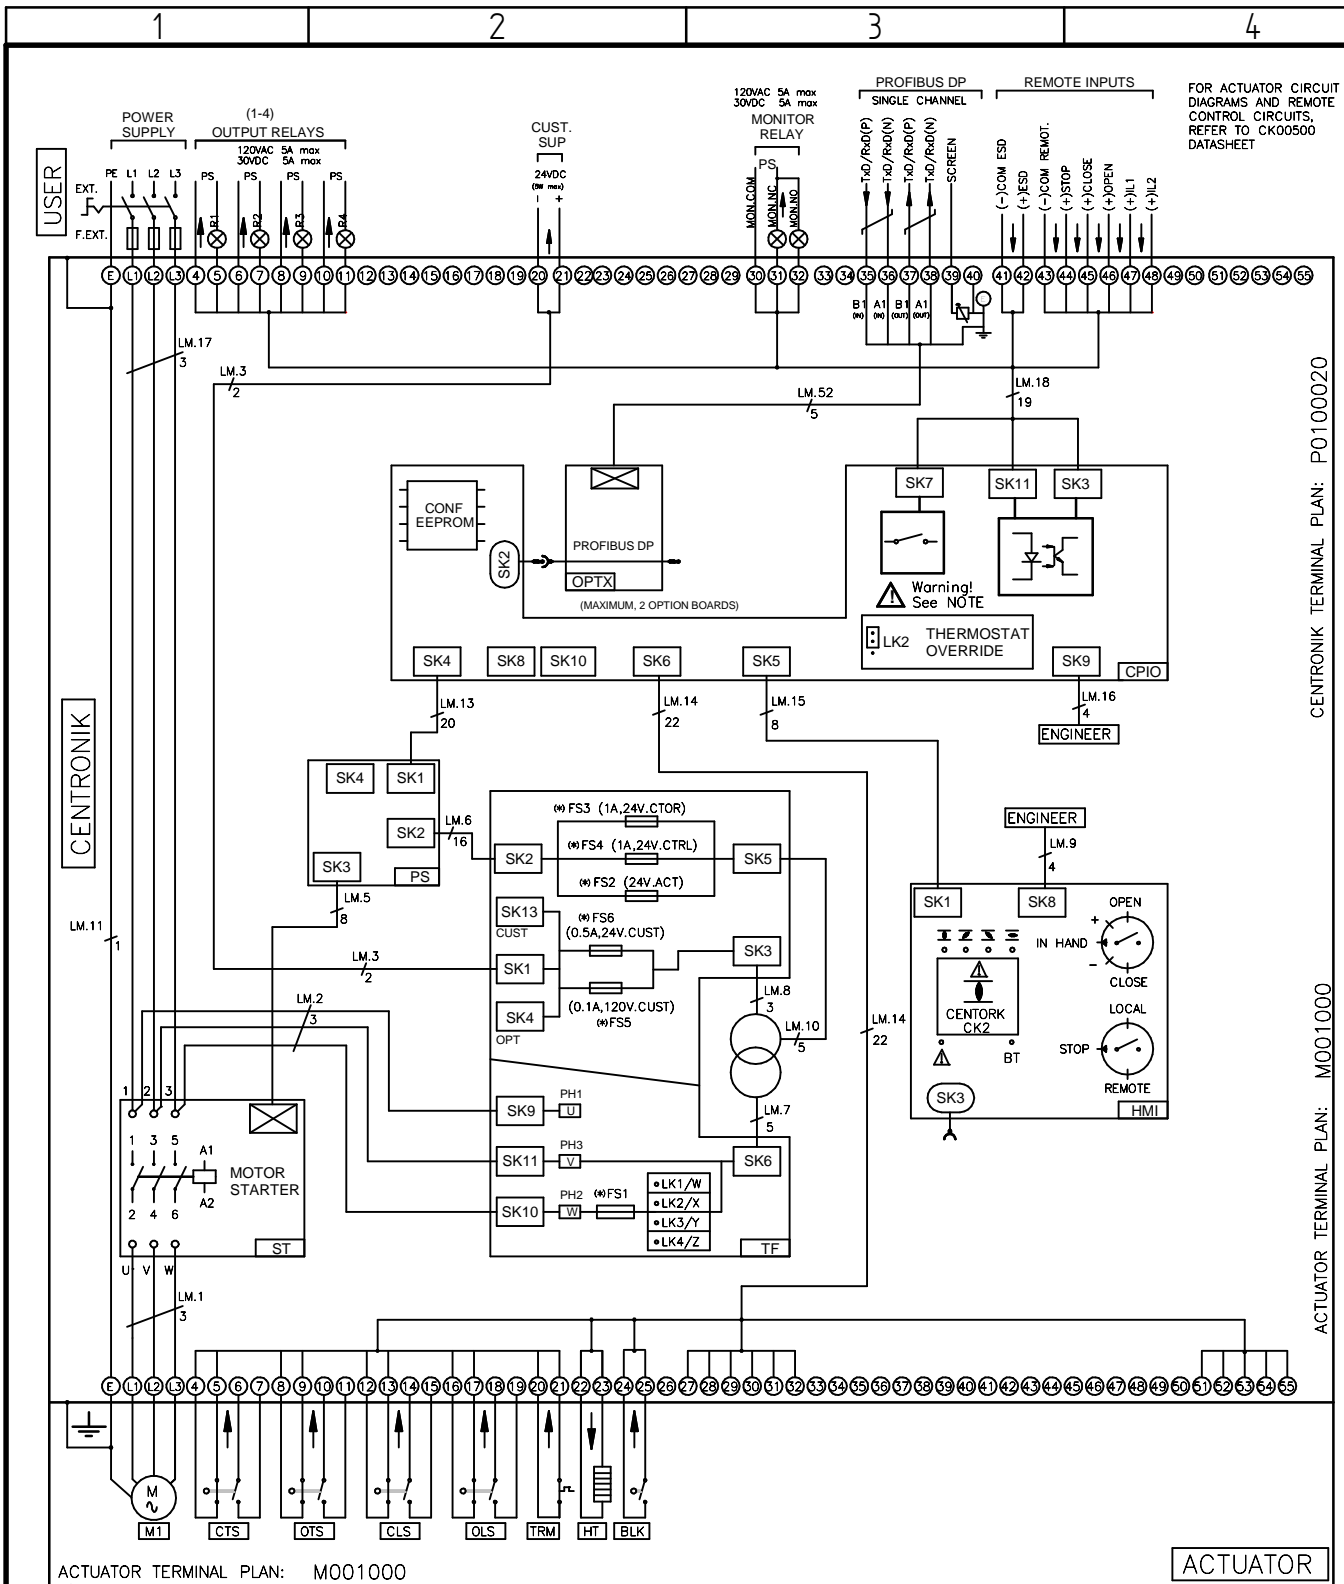 1 2 3 4
FOR ACTUATOR CIRCUIT
DIAGRAMS AND REMOTE
CONTROL CIRCUITS,
REFER TO CK00500
DATASHEET
USER
POWER
SUPPLY
PE L1 L2 L3
EXT.
F.EXT.
(1-4)
OUTPUT RELAYS
120VAC 5A max
30VDC 5A max
PS PS PS PS
R1 R2 R3 R4
CUST.
SUP
24VDC
(5W max)
- +
120VAC 5A max
30VDC 5A max
MONITOR
RELAY
PS
MON.COM
MON.NC
MON.NO
PROFIBUS DP
SINGLE CHANNEL
TxD/RxD(P)
TxD/RxD(N)
TxD/RxD(P)
TxD/RxD(N)
SCREEN
REMOTE INPUTS
(-)COM ESD
(+)ESD
(-)COM REMOT.
(+)STOP
(+)CLOSE
(+)OPEN
(+)IL1
(+)IL2
E L1 L2 L3 4 5 6 7 8 9 10 11 12 13 14 15 16 17 18 19 20 21 22 23 24 25 26 27 28 29 30 31 32 33 34 35 36 37 38 39 40 41 42 43 44 45 46 47 48 49 50 51 52 53 54 55
B1 A1 B1 A1
(IN) (IN) (OUT) (OUT)
LM.17
3
LM.3
2
LM.52
5
LM.18
19
CENTRONIK TERMINAL PLAN: P0100020
CENTRONIK
CONF
EEPROM
SK2
PROFIBUS DP
OPTX
(MAXIMUM, 2 OPTION BOARDS)
SK7 SK11 SK3
Warning!
See NOTE
LK2
THERMOSTAT
OVERRIDE
SK4 SK8 SK10 SK6 SK5 SK9
CPIO
LM.13
20
LM.14
22
LM.15
8
LM.16
4
ENGINEER
SK4 SK1
SK2
SK3
PS
LM.6
16
LM.5
8
LM.11
1
LM.3
2
LM.2
3
(*)FS3 (1A,24V.CTOR)
(*)FS4 (1A,24V.CTRL)
(*)FS2 (24V.ACT)
SK2 SK5
SK13
CUST
(*)FS6
(0.5A,24V.CUST)
SK1 SK3
(0.1A,120V.CUST)
(*)FS5
SK4
OPT
LM.8
3
LM.10
5
LM.7
5
LM.14
22
SK9
PH1
U
SK11
PH3
V
SK6
SK10
PH2
W
(*)FS1
LK1/W
LK2/X
LK3/Y
LK4/Z
TF
ENGINEER
LM.9
4
SK1 SK8
OPEN
+
IN HAND
-
CLOSE
CENTORK
CK2
BT
LOCAL
STOP
REMOTE
SK3
HMI
1 2 3
1 3 5
A1
A2
2 4 6
MOTOR
STARTER
ST
U V W
LM.1
3
ACTUATOR TERMINAL PLAN: M001000
E L1 L2 L3 4 5 6 7 8 9 10 11 12 13 14 15 16 17 18 19 20 21 22 23 24 25 26 27 28 29 30 31 32 33 34 35 36 37 38 39 40 41 42 43 44 45 46 47 48 49 50 51 52 53 54 55
M
M1 CTS OTS CLS OLS TRM HT BLK
ACTUATOR TERMINAL PLAN: M001000
ACTUATOR